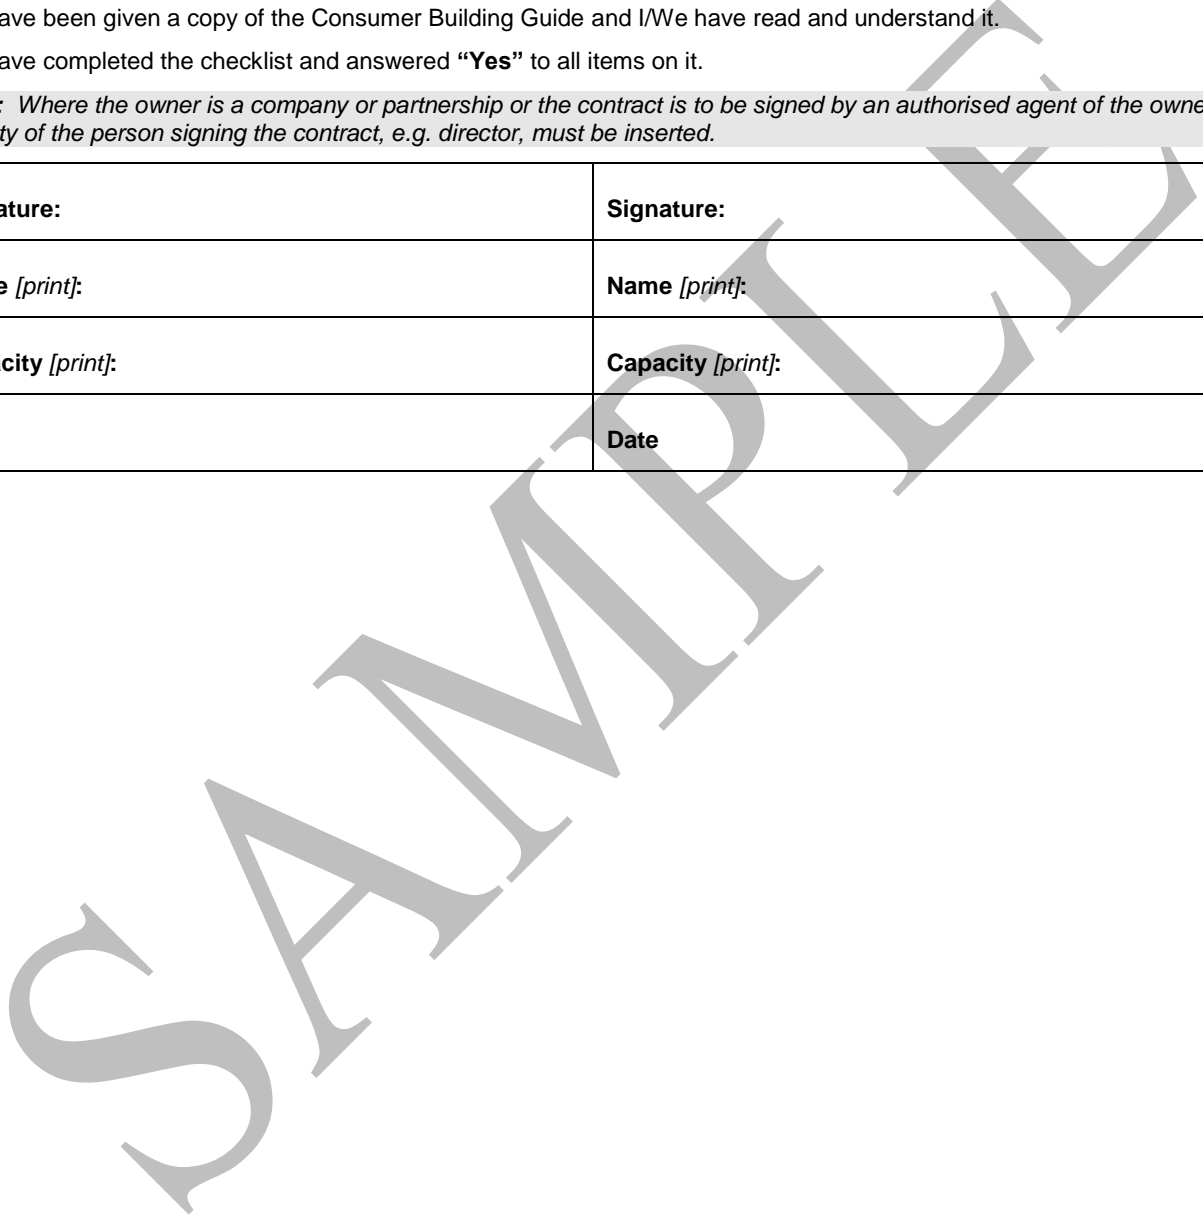 ave been given a copy of the Consumer Building Guide and I/We have read and understand it.
ave completed the checklist and answered “Yes” to all items on it.
: Where the owner is a company or partnership or the contract is to be signed by an authorised agent of the owne
ty of the person signing the contract, e.g. director, must be inserted.
ature: Signature:
e [print]: Name [print]:
acity [print]: Capacity [print]:
Date
SAMPLE